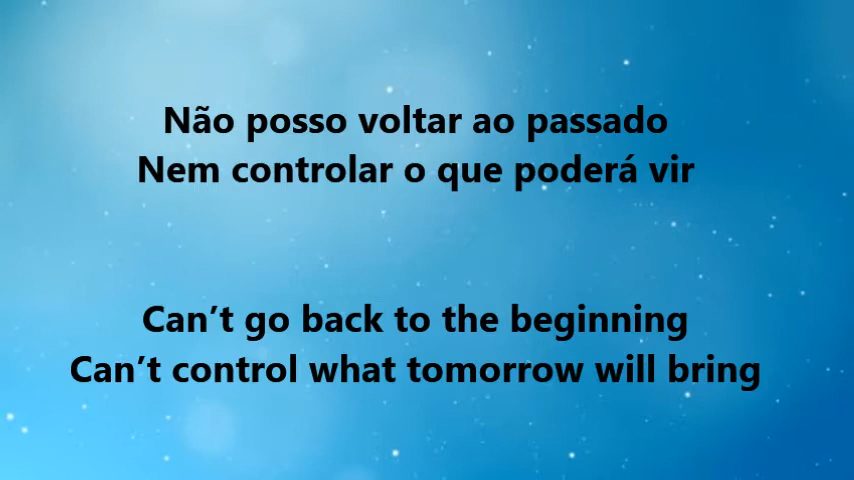 Não posso voltar ao passado
Nem controlar o que poderá vir
Can’t go back to the beginning
Can’t control what tomorrow will bring